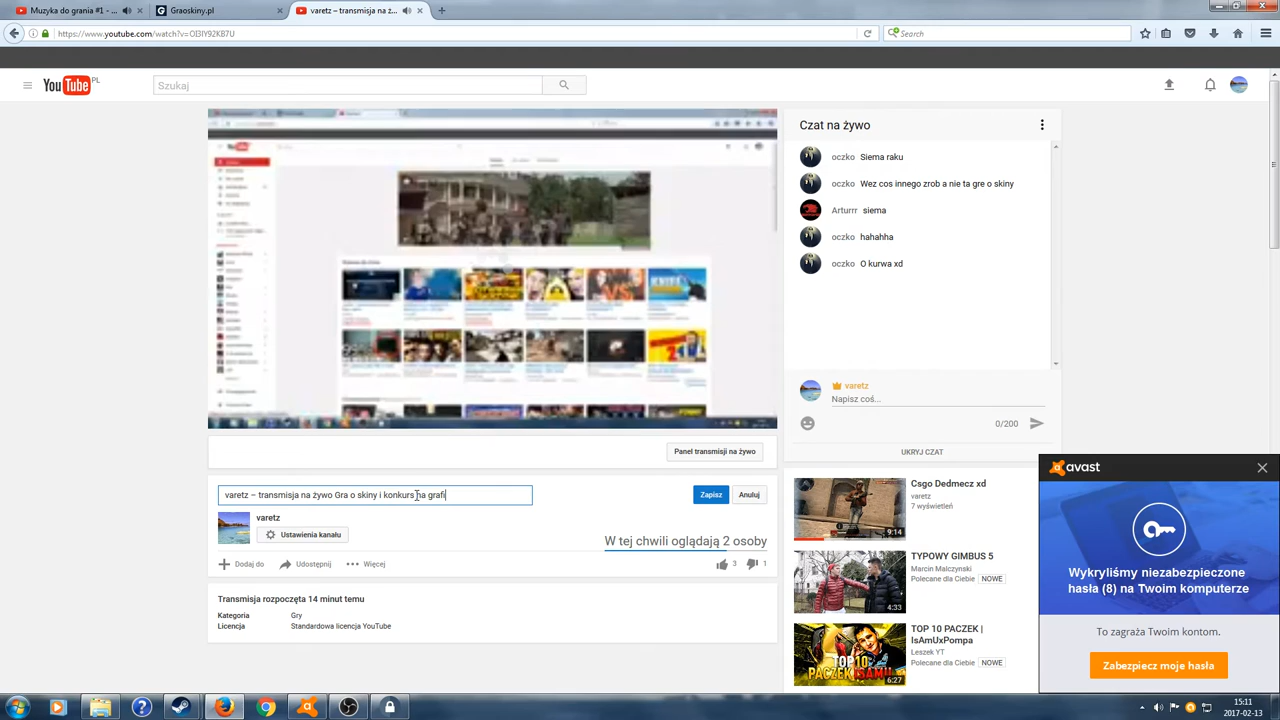 Muzyka do grania #1 -
Graoskiny.pl
varetz – transmisja na ż...
https://www.youtube.com/watch?v=
Search
YouTube PL
Szukaj
Czat na żywo
oczko Siema raku
oczko Wez cos innego zrob a nie ta gre o skiny
Arturrr siema
oczko hahahha
oczko O kurwa xd
varetz
Napisz coś...
0/200
UKRYJ CZAT
Panel transmisji na żywo
varetz – transmisja na żywo Gra o skiny i konkurs na grafi
Zapisz
Anuluj
varetz
Ustawienia kanału
W tej chwili oglądają 2 osoby
Dodaj do
Udostępnij
Więcej
3
1
Transmisja rozpoczęta 14 minut temu
Kategoria Gry
Licencja Standardowa licencja YouTube
Csgo Dedmecz xd
varetz
7 wyświetleń
9:14
TYPOWY GIMBUS 5
Marcin Malczynski
Polecane dla Ciebie NOWE
4:33
TOP 10 PACZEK |
IsAmUxPompa
Leszek YT
Polecane dla Ciebie NOWE
TOP10
PACZEK ISAMU
6:27
avast
Wykryliśmy niezabezpieczone
hasła (8) na Twoim komputerze
To zagraża Twoim kontom.
Zabezpiecz moje hasła
15:11
2017-02-13